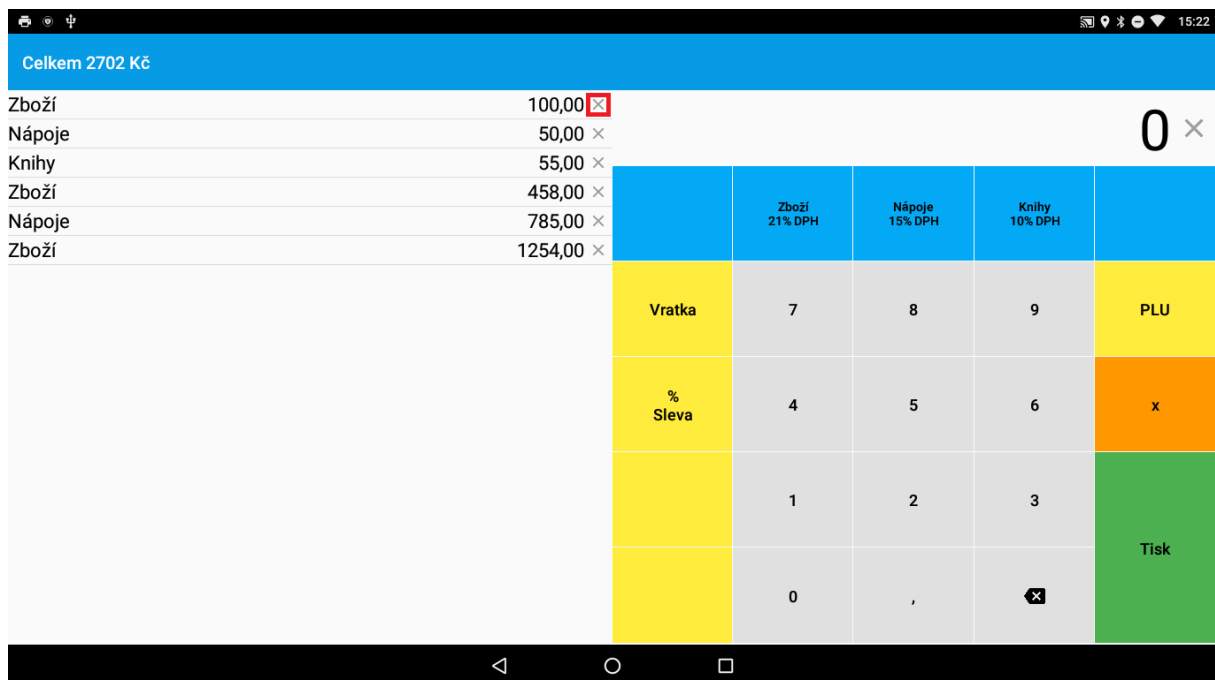 15:22
Celkem 2702 Kč
Zboží 100,00
Nápoje 50,00
Knihy 55,00
Zboží 458,00
Nápoje 785,00
Zboží 1254,00
0
Zboží
21% DPH
Nápoje
15% DPH
Knihy
10% DPH
Vratka 7 8 9 PLU
%
Sleva 4 5 6 x
1 2 3
Tisk
0 ,